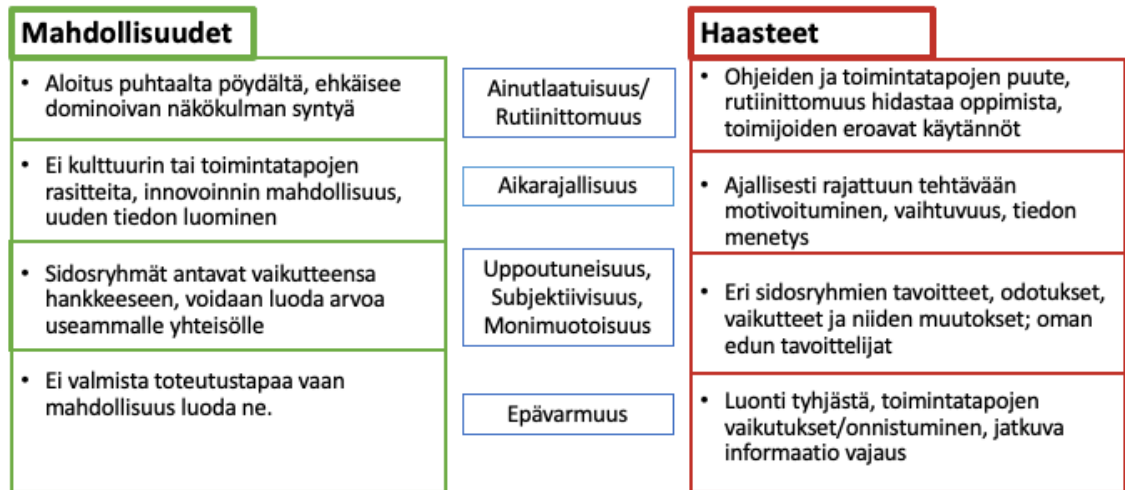 Mahdollisuudet
• Aloitus puhtaalta pöydältä, ehkäisee
dominoivan näkökulman syntyä
• Ei kulttuurin tai toimintatapojen
rasitteita, innovoinnin mahdollisuus,
uuden tiedon luominen
• Sidosryhmät antavat vaikutteensa
hankkeeseen, voidaan luoda arvoa
useammalle yhteisölle
• Ei valmista toteutustapaa vaan
mahdollisuus luoda ne.
Ainutlaatuisuus/
Rutiinittomuus
Aikarajallisuus
Uppoutuneisuus,
Subjektiivisuus,
Monimuotoisuus
Epävarmuus
Haasteet
• Ohjeiden ja toimintatapojen puute,
rutiinittomuus hidastaa oppimista,
toimijoiden eroavat käytännöt
• Ajallisesti rajattuun tehtävään
motivoituminen, vaihtuvuus, tiedon
menetys
• Eri sidosryhmien tavoitteet, odotukset,
vaikutteet ja niiden muutokset; oman
edun tavoittelijat
• Luonti tyhjästä, toimintatapojen
vaikutukset/onnistuminen, jatkuva
informaatio vajaus